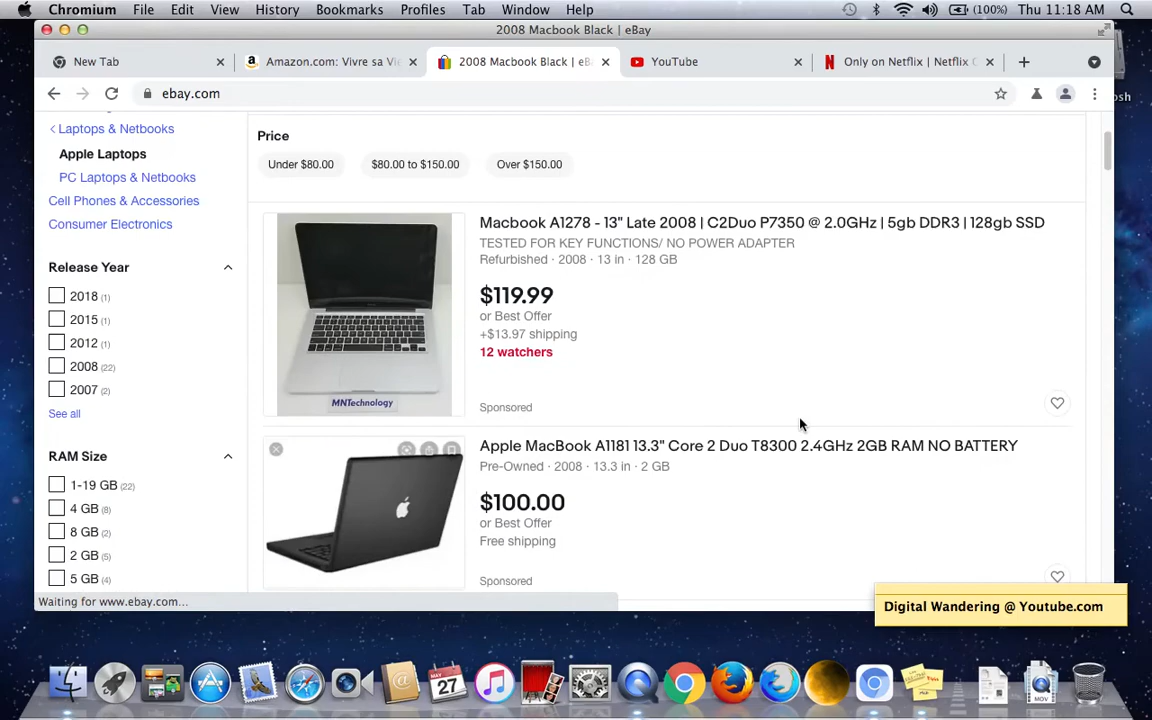 Chromium File Edit View History Bookmarks Profiles Tab Window Help (100%) Thu 11:18 AM
2008 Macbook Black | eBay
New Tab × Amazon.com: Vivre sa Vi × 2008 Macbook Black | eB × YouTube × Only on Netflix | Netflix × +
ebay.com
Laptops & Netbooks
Apple Laptops
PC Laptops & Netbooks
Cell Phones & Accessories
Consumer Electronics
Release Year
2018 (1)
2015 (1)
2012 (1)
2008 (22)
2007 (2)
See all
RAM Size
1-19 GB (22)
4 GB (8)
8 GB (2)
2 GB (5)
5 GB (4)
Price
Under $80.00 $80.00 to $150.00 Over $150.00
MNTechnology
Macbook A1278 - 13" Late 2008 | C2Duo P7350 @ 2.0GHz | 5gb DDR3 | 128gb SSD
TESTED FOR KEY FUNCTIONS/ NO POWER ADAPTER
Refurbished · 2008 · 13 in · 128 GB
$119.99
or Best Offer
+$13.97 shipping
12 watchers
Sponsored
Apple MacBook A1181 13.3" Core 2 Duo T8300 2.4GHz 2GB RAM NO BATTERY
Pre-Owned · 2008 · 13.3 in · 2 GB
$100.00
or Best Offer
Free shipping
Sponsored
Waiting for www.ebay.com...
Digital Wandering @ Youtube.com
27
MOV